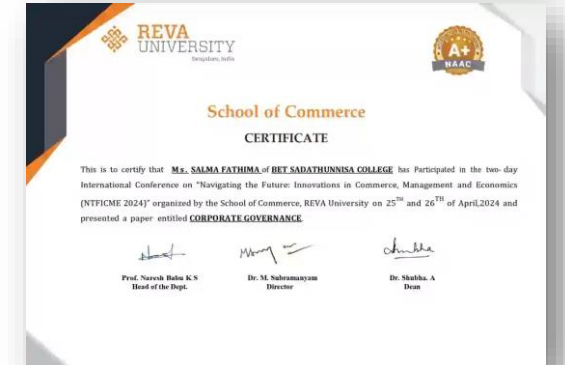 REVA
UNIVERSITY
Bengaluru, India
A+
NAAC
School of Commerce
CERTIFICATE
This is to certify that Ms. SALMA FATHIMA of BET SADATHUNNISA COLLEGE has Participated in the two-day
International Conference on "Navigating the Future: Innovations in Commerce, Management and Economics
(NTFICME 2024)" organized by the School of Commerce, REVA University on 25TH and 26TH of April,2024 and
presented a paper entitled CORPORATE GOVERNANCE.
Prof. Naresh Babu K S
Head of the Dept.
Dr. M. Subramanyam
Director
Dr. Shubha. A
Dean